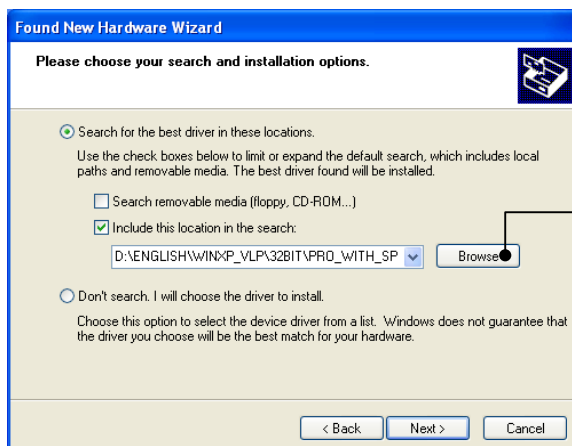 Found New Hardware Wizard
Please choose your search and installation options.
Search for the best driver in these locations.
Use the check boxes below to limit or expand the default search, which includes local
paths and removable media. The best driver found will be installed.
Search removable media (floppy, CD-ROM...)
Include this location in the search:
D:\ENGLISH\WINXP_VLP\32BIT\PRO_WITH_SP
Browse
Don't search. I will choose the driver to install.
Choose this option to select the device driver from a list. Windows does not guarantee that
the driver you choose will be the best match for your hardware.
< Back Next > Cancel